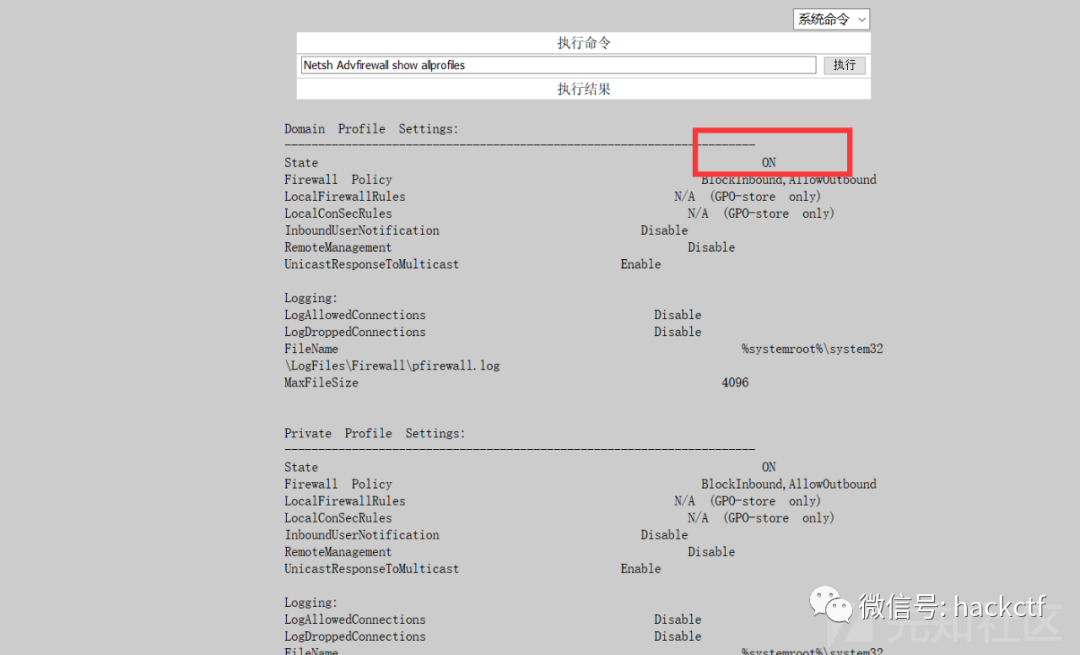 系统命令
执行命令
Netsh Advfirewall show allprofiles 执行
执行结果
Domain Profile Settings:
----------------------------------------------------------------------
State ON
Firewall Policy BlockInbound,AllowOutbound
LocalFirewallRules N/A (GPO-store only)
LocalConSecRules N/A (GPO-store only)
InboundUserNotification Disable
RemoteManagement Disable
UnicastResponseToMulticast Enable
Logging:
LogAllowedConnections Disable
LogDroppedConnections Disable
FileName %systemroot%\system32
\LogFiles\Firewall\pfirewall.log
MaxFileSize 4096
Private Profile Settings:
----------------------------------------------------------------------
State ON
Firewall Policy BlockInbound,AllowOutbound
LocalFirewallRules N/A (GPO-store only)
LocalConSecRules N/A (GPO-store only)
InboundUserNotification Disable
RemoteManagement Disable
UnicastResponseToMulticast Enable
Logging:
LogAllowedConnections Disable
LogDroppedConnections Disable
FileName %systemroot%\system32
微信号: hackctf
先知社区